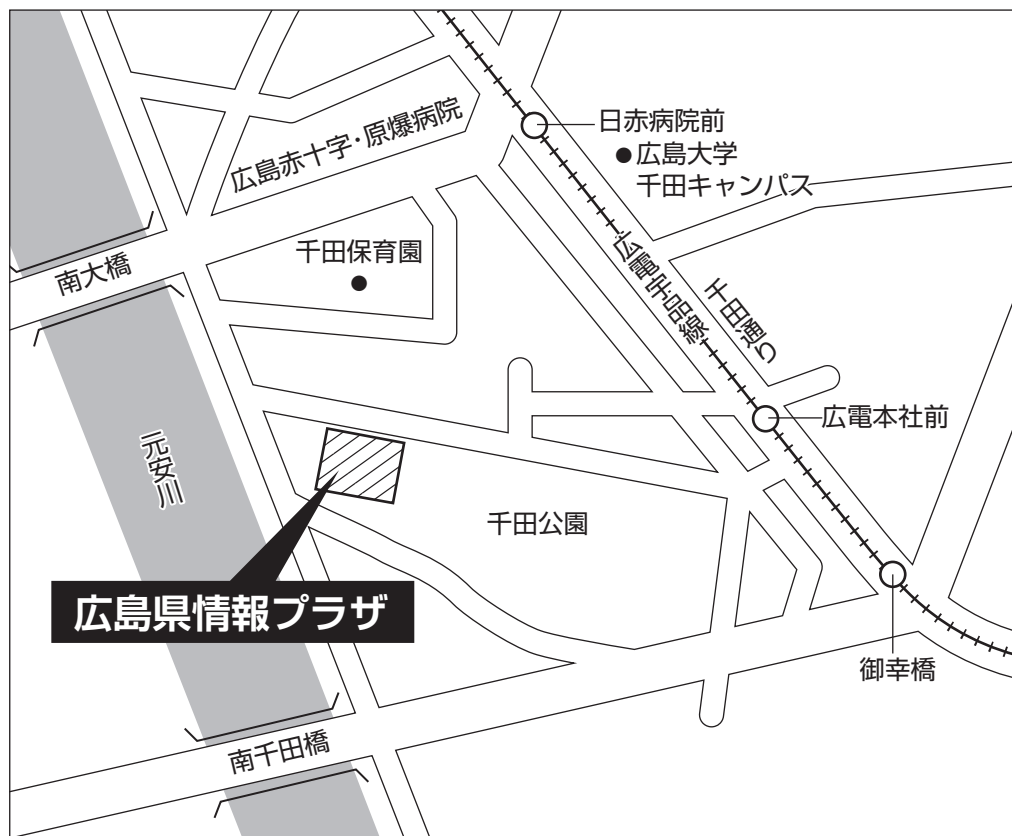 日赤病院前
広島大学
千田キャンパス
広島赤十字・原爆病院
千田保育園
南大橋
広電宇品線
千田通り
広電本社前
元安川
千田公園
広島県情報プラザ
御幸橋
南千田橋